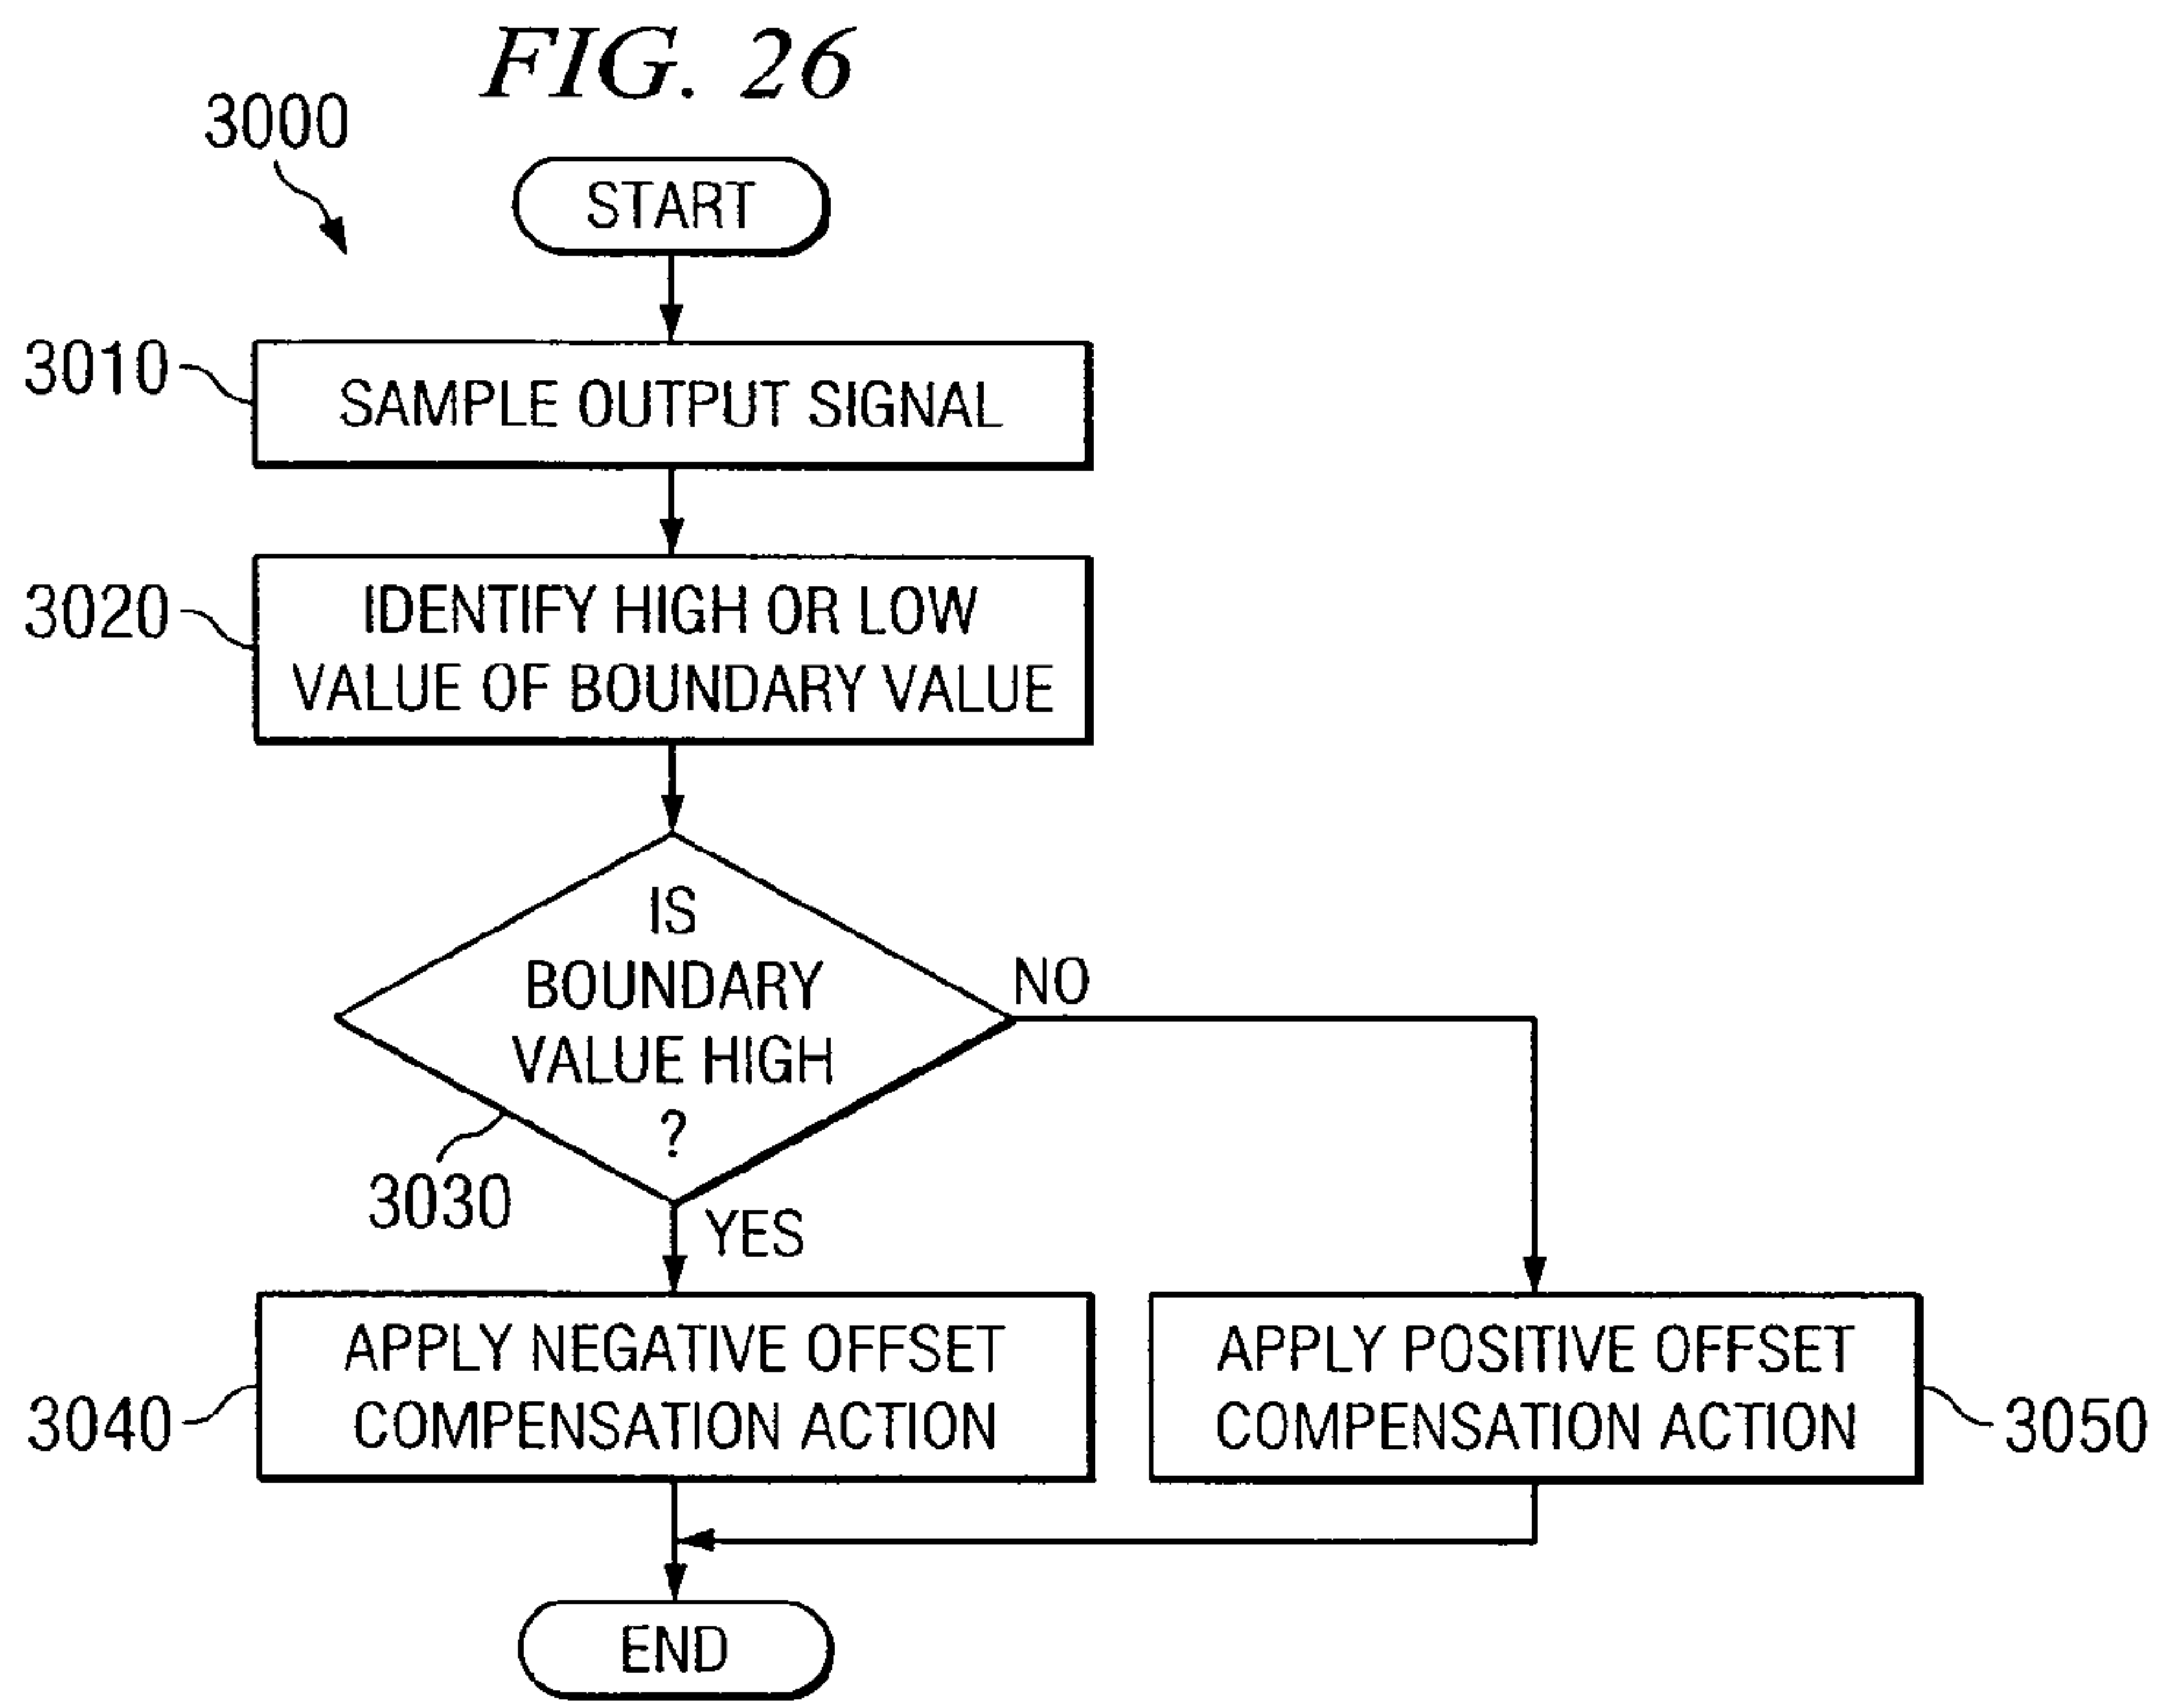 FIG. 26
3000
START
3010
SAMPLE OUTPUT SIGNAL
3020
IDENTIFY HIGH OR LOW
VALUE OF BOUNDARY VALUE
IS
BOUNDARY
VALUE HIGH
?
NO
3030
YES
3040
APPLY NEGATIVE OFFSET
COMPENSATION ACTION
APPLY POSITIVE OFFSET
COMPENSATION ACTION
3050
END